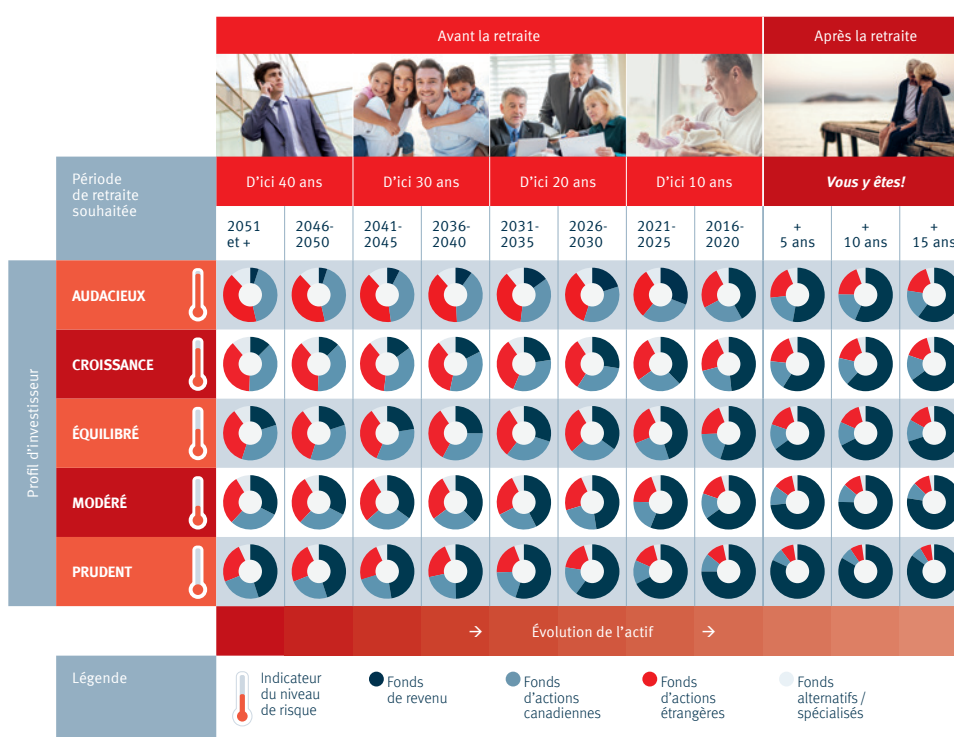 Avant la retraite
Après la retraite
Période
de retraite
souhaitée
D'ici 40 ans
D'ici 30 ans
D'ici 20 ans
D'ici 10 ans
Vous y êtes!
2051
et +
2046-
2050
2041-
2045
2036-
2040
2031-
2035
2026-
2030
2021-
2025
2016-
2020
+
5 ans
+
10 ans
+
15 ans
Profil d'investisseur
AUDACIEUX
CROISSANCE
ÉQUILIBRÉ
MODÉRÉ
PRUDENT
→ Évolution de l'actif →
Légende
Indicateur
du niveau
de risque
Fonds
de revenu
Fonds
d'actions
canadiennes
Fonds
d'actions
étrangères
Fonds
alternatifs /
spécialisés